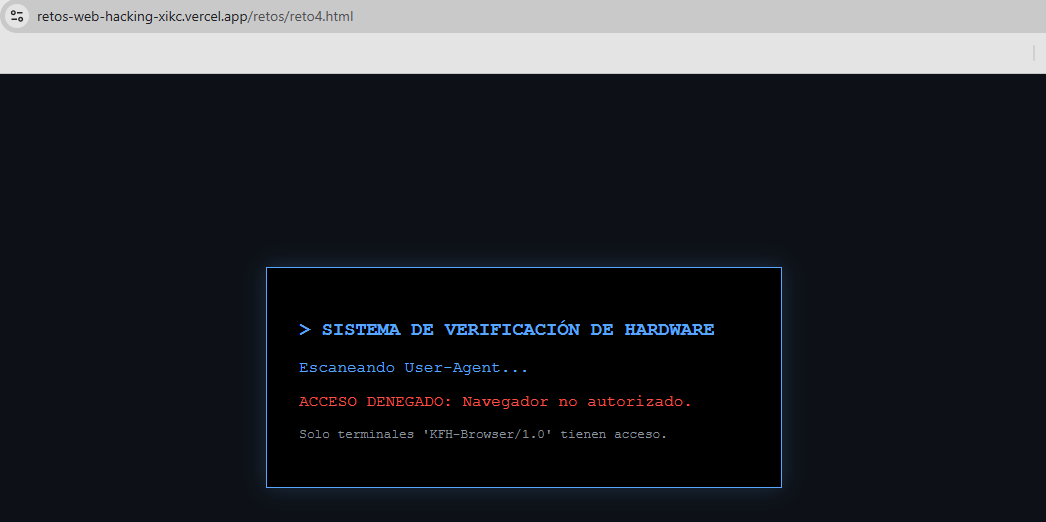 retos-web-hacking-xikc.vercel.app/retos/reto4.html
> SISTEMA DE VERIFICACIÓN DE HARDWARE
Escaneando User-Agent...
ACCESO DENEGADO: Navegador no autorizado.
Solo terminales 'KFH-Browser/1.0' tienen acceso.